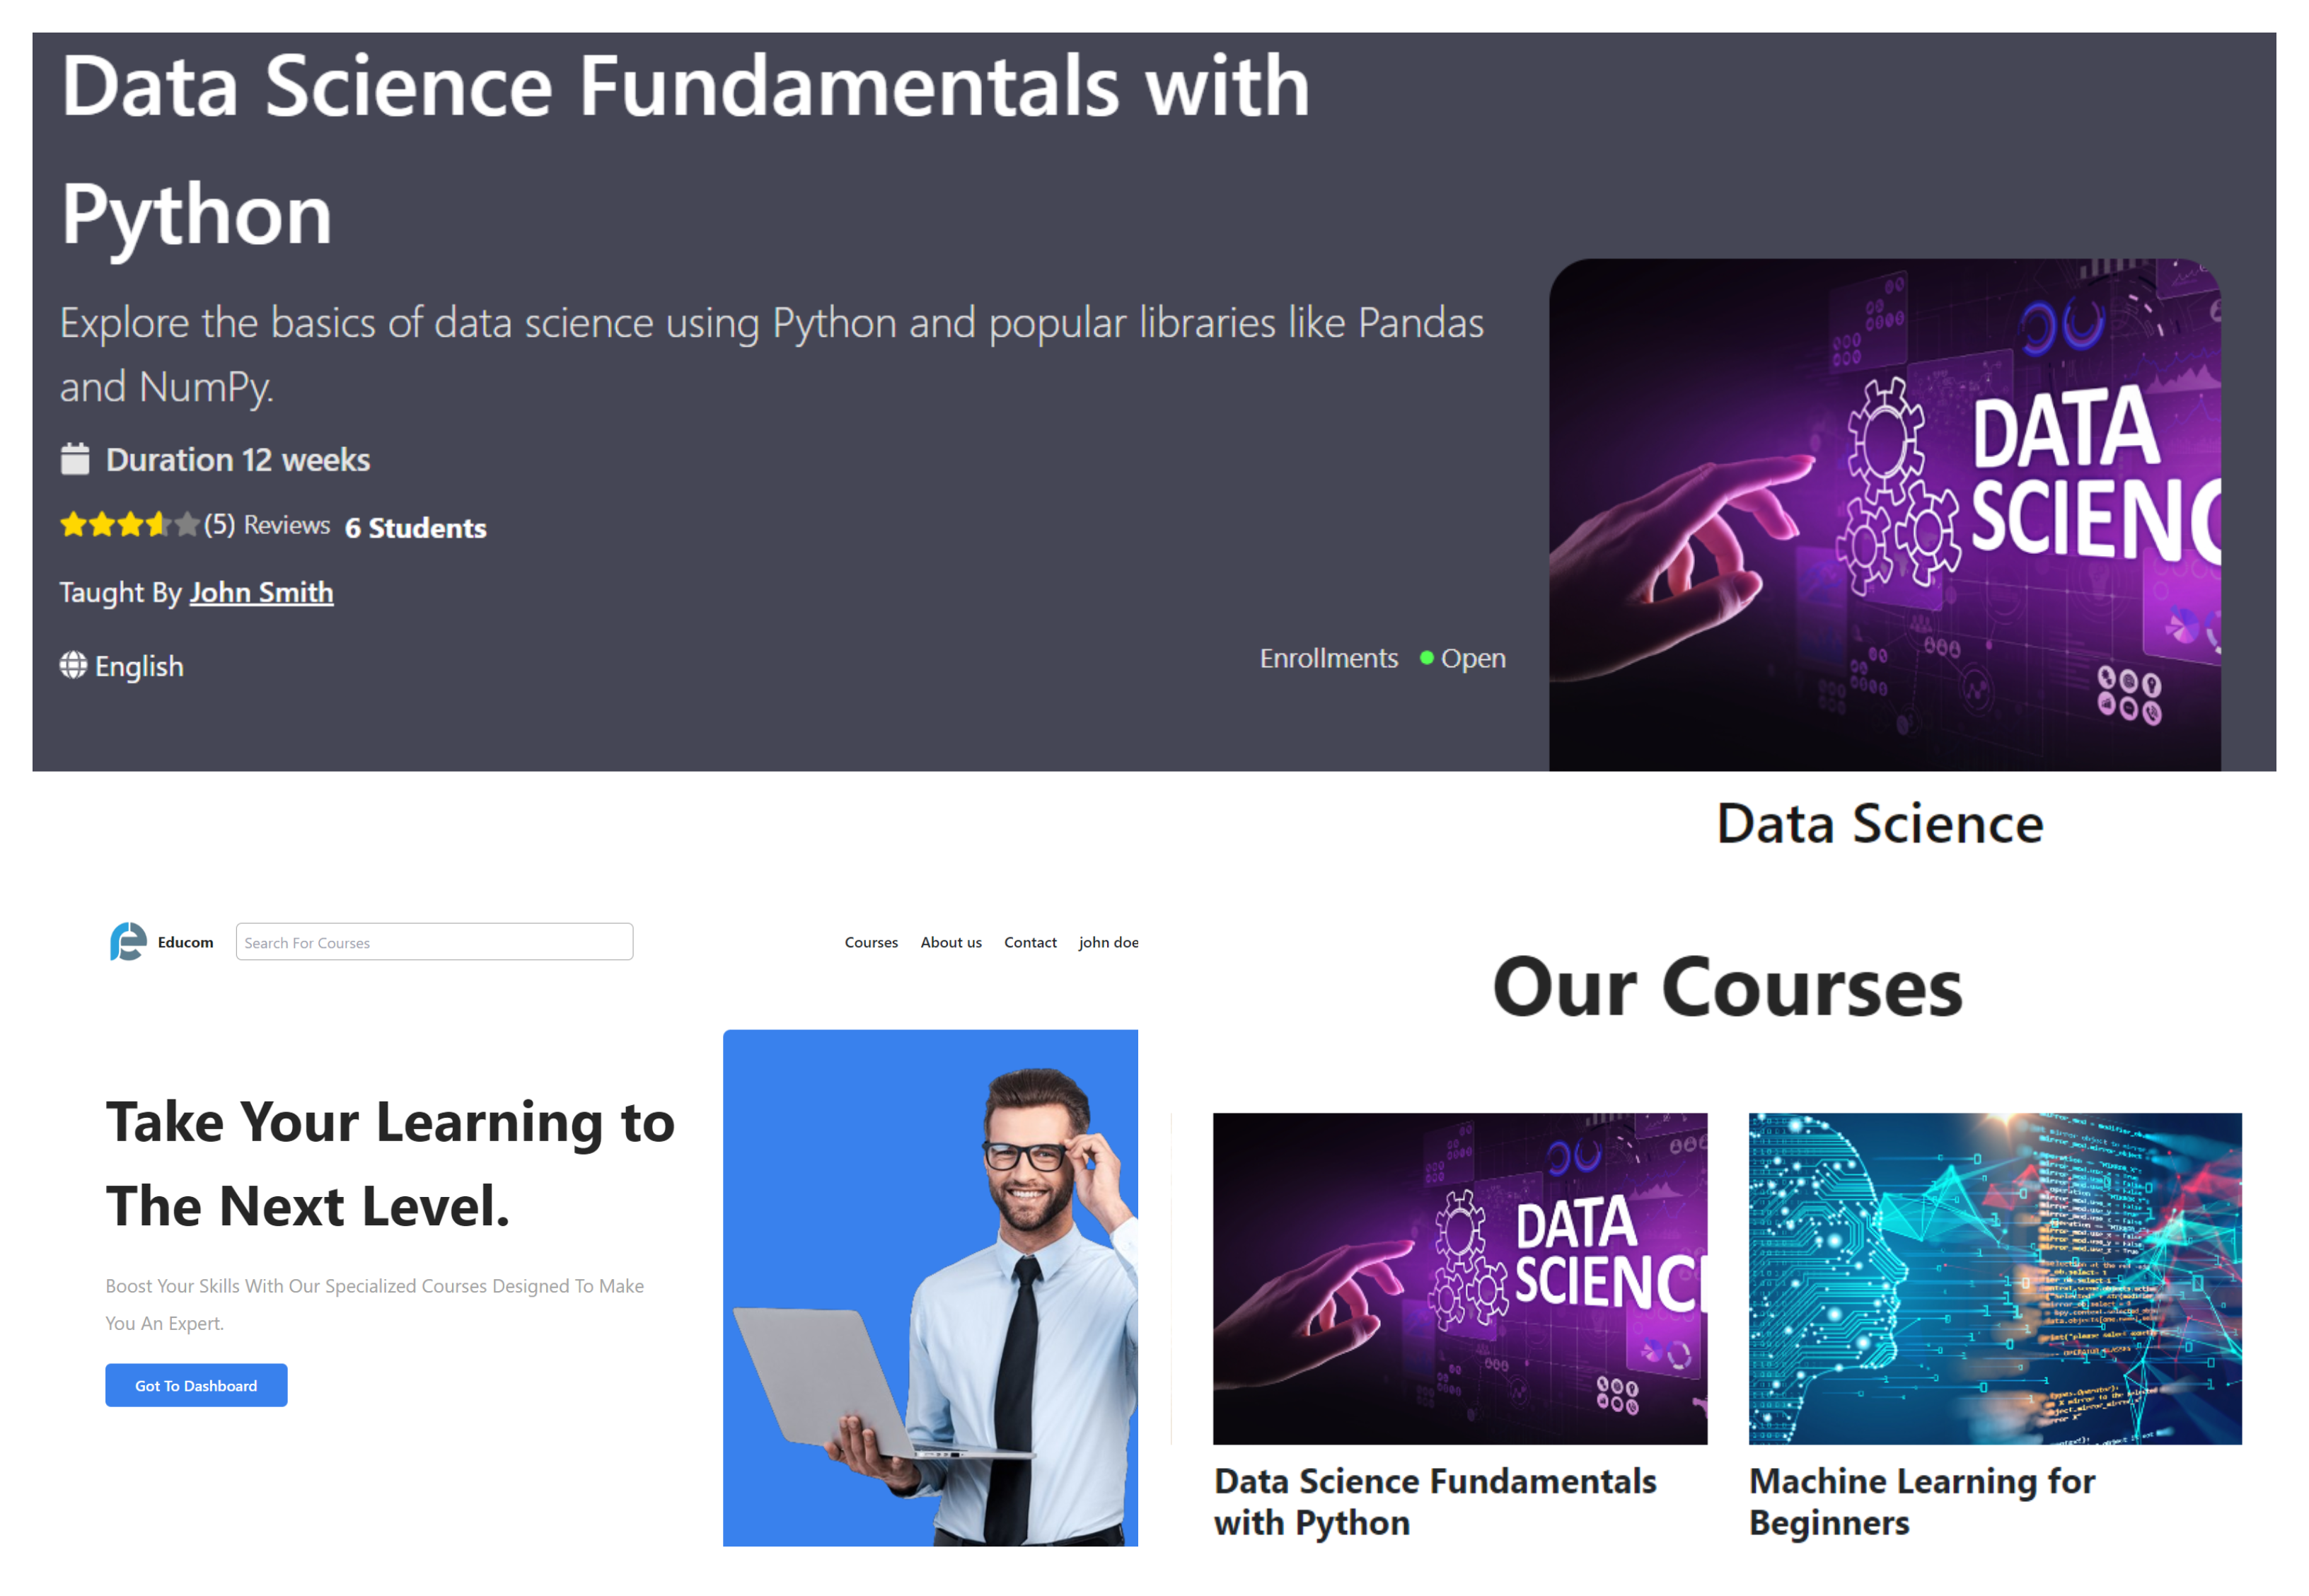 Data Science Fundamentals with
Python
Explore the basics of data science using Python and popular libraries like Pandas
and NumPy.
Duration 12 weeks
(5) Reviews 6 Students
Taught By John Smith
English
Enrollments Open
DATA
SCIENC
Data Science
Educom
Search For Courses
Courses About us Contact john doe
Take Your Learning to
The Next Level.
Boost Your Skills With Our Specialized Courses Designed To Make
You An Expert.
Got To Dashboard
Our Courses
DATA
SCIENC
Data Science Fundamentals
with Python
Machine Learning for
Beginners